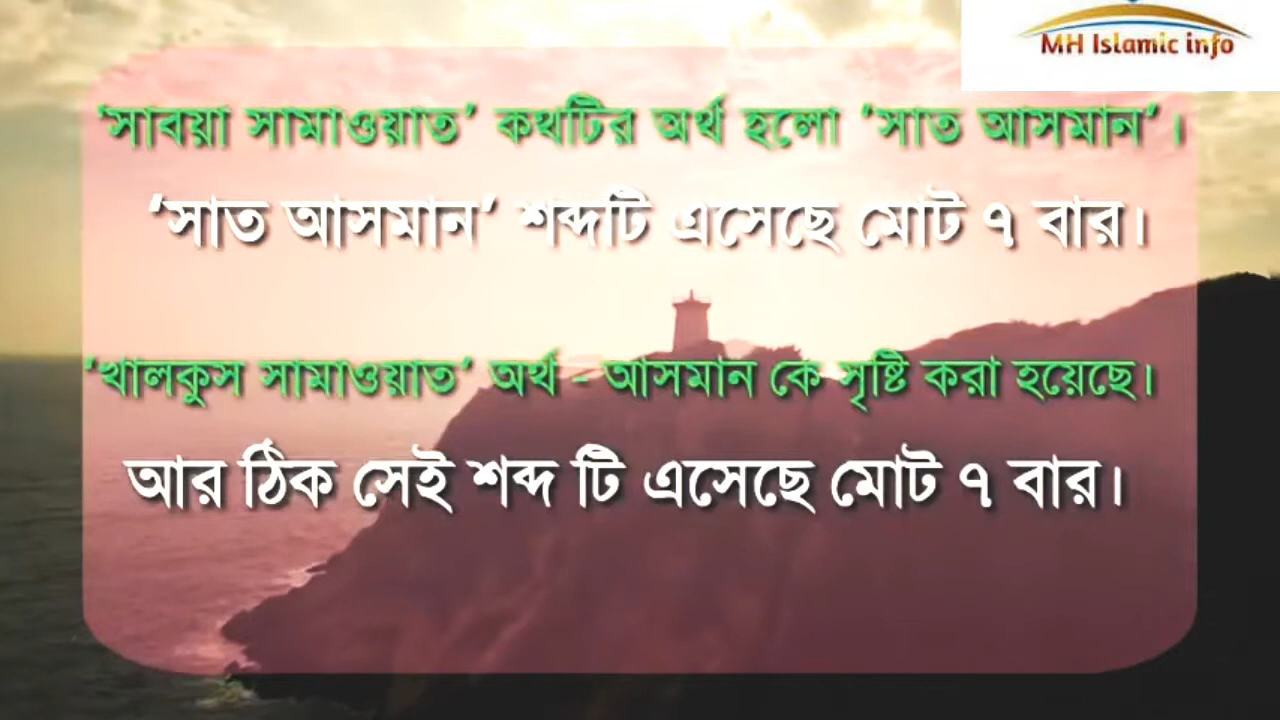 MH Islamic info
‘সাবয়া সামাওয়াত’ কথটির অর্থ হলো ‘সাত আসমান’।
‘সাত আসমান’ শব্দটি এসেছে মোট ৭ বার।
‘খালকুস সামাওয়াত’ অর্থ - আসমান কে সৃষ্টি করা হয়েছে।
আর ঠিক সেই শব্দ টি এসেছে মোট ৭ বার।